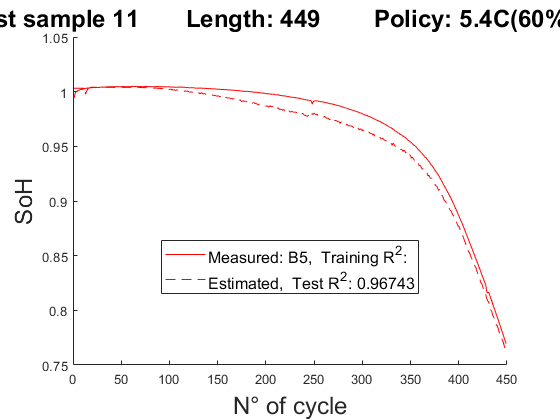 st sample 11 Length: 449 Policy: 5.4C(60%
1.05
1
0.95
0.9
0.85
0.8
0.75
SoH
Measured: B5, Training R²:
Estimated, Test R²: 0.96743
0 50 100 150 200 250 300 350 400 450 500
N° of cycle